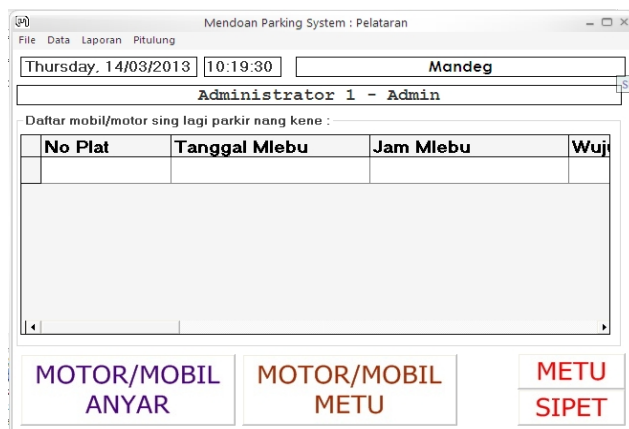 Mendoan Parking System : Pelataran
File Data Laporan Pitulung
Thursday, 14/03/2013 10:19:30 Mandeg
Administrator 1 - Admin
Daftar mobil/motor sing lagi parkir nang kene :
No Plat Tanggal Mlebu Jam Mlebu
MOTOR/MOBIL ANYAR
MOTOR/MOBIL METU
METU
SIPET